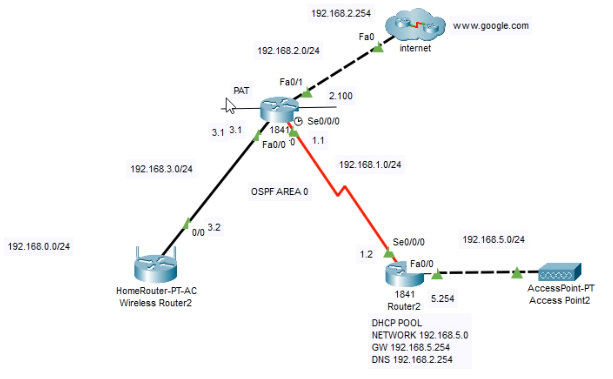 192.168.2.254
www.google.com
Fa0
internet
192.168.2.0/24
Fa0/1
PAT
2.100
Se0/0/0
3.1 3.1
1841
Fa0/0
1.1
192.168.3.0/24
192.168.1.0/24
OSPF AREA 0
3.2
0/0
192.168.0.0/24
Se0/0/0
192.168.5.0/24
1.2
Fa0/0
HomeRouter-PT-AC
Wireless Router2
1841
Router2
5.254
AccessPoint-PT
Access Point2
DHCP POOL
NETWORK 192.168.5.0
GW 192.168.5.254
DNS 192.168.2.254